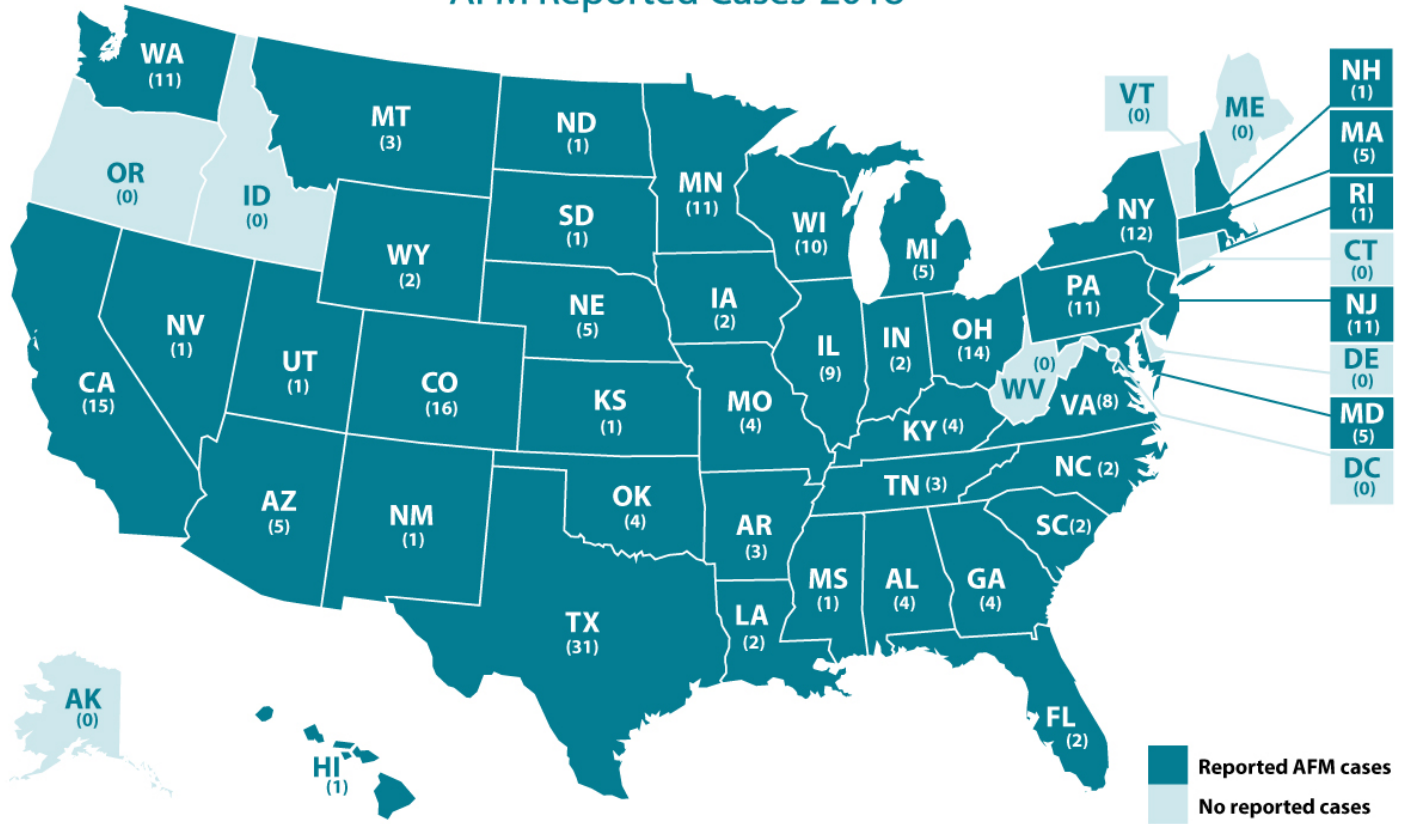 AFM Reported Cases 2018
WA
(11)
MT
(3)
ND
(1)
MN
(11)
OR
(0)
ID
(0)
SD
(1)
WI
(10)
MI
(5)
WY
(2)
NE
(5)
IA
(2)
NV
(1)
UT
(1)
CO
(16)
CA
(15)
KS
(1)
MO
(4)
IL
(9)
IN
(2)
OH
(14)
KY (4)
WV
(0)
VA(8)
PA
(11)
NY
(12)
VT
(0)
ME
(0)
NH
(1)
MA
(5)
RI
(1)
CT
(0)
NJ
(11)
DE
(0)
MD
(5)
DC
(0)
AZ
(5)
NM
(1)
OK
(4)
AR
(3)
TN (3)
NC (2)
SC(2)
MS
(1)
AL
(4)
GA
(4)
TX
(31)
LA
(2)
FL
(2)
AK
(0)
HI
(1)
Reported AFM cases
No reported cases